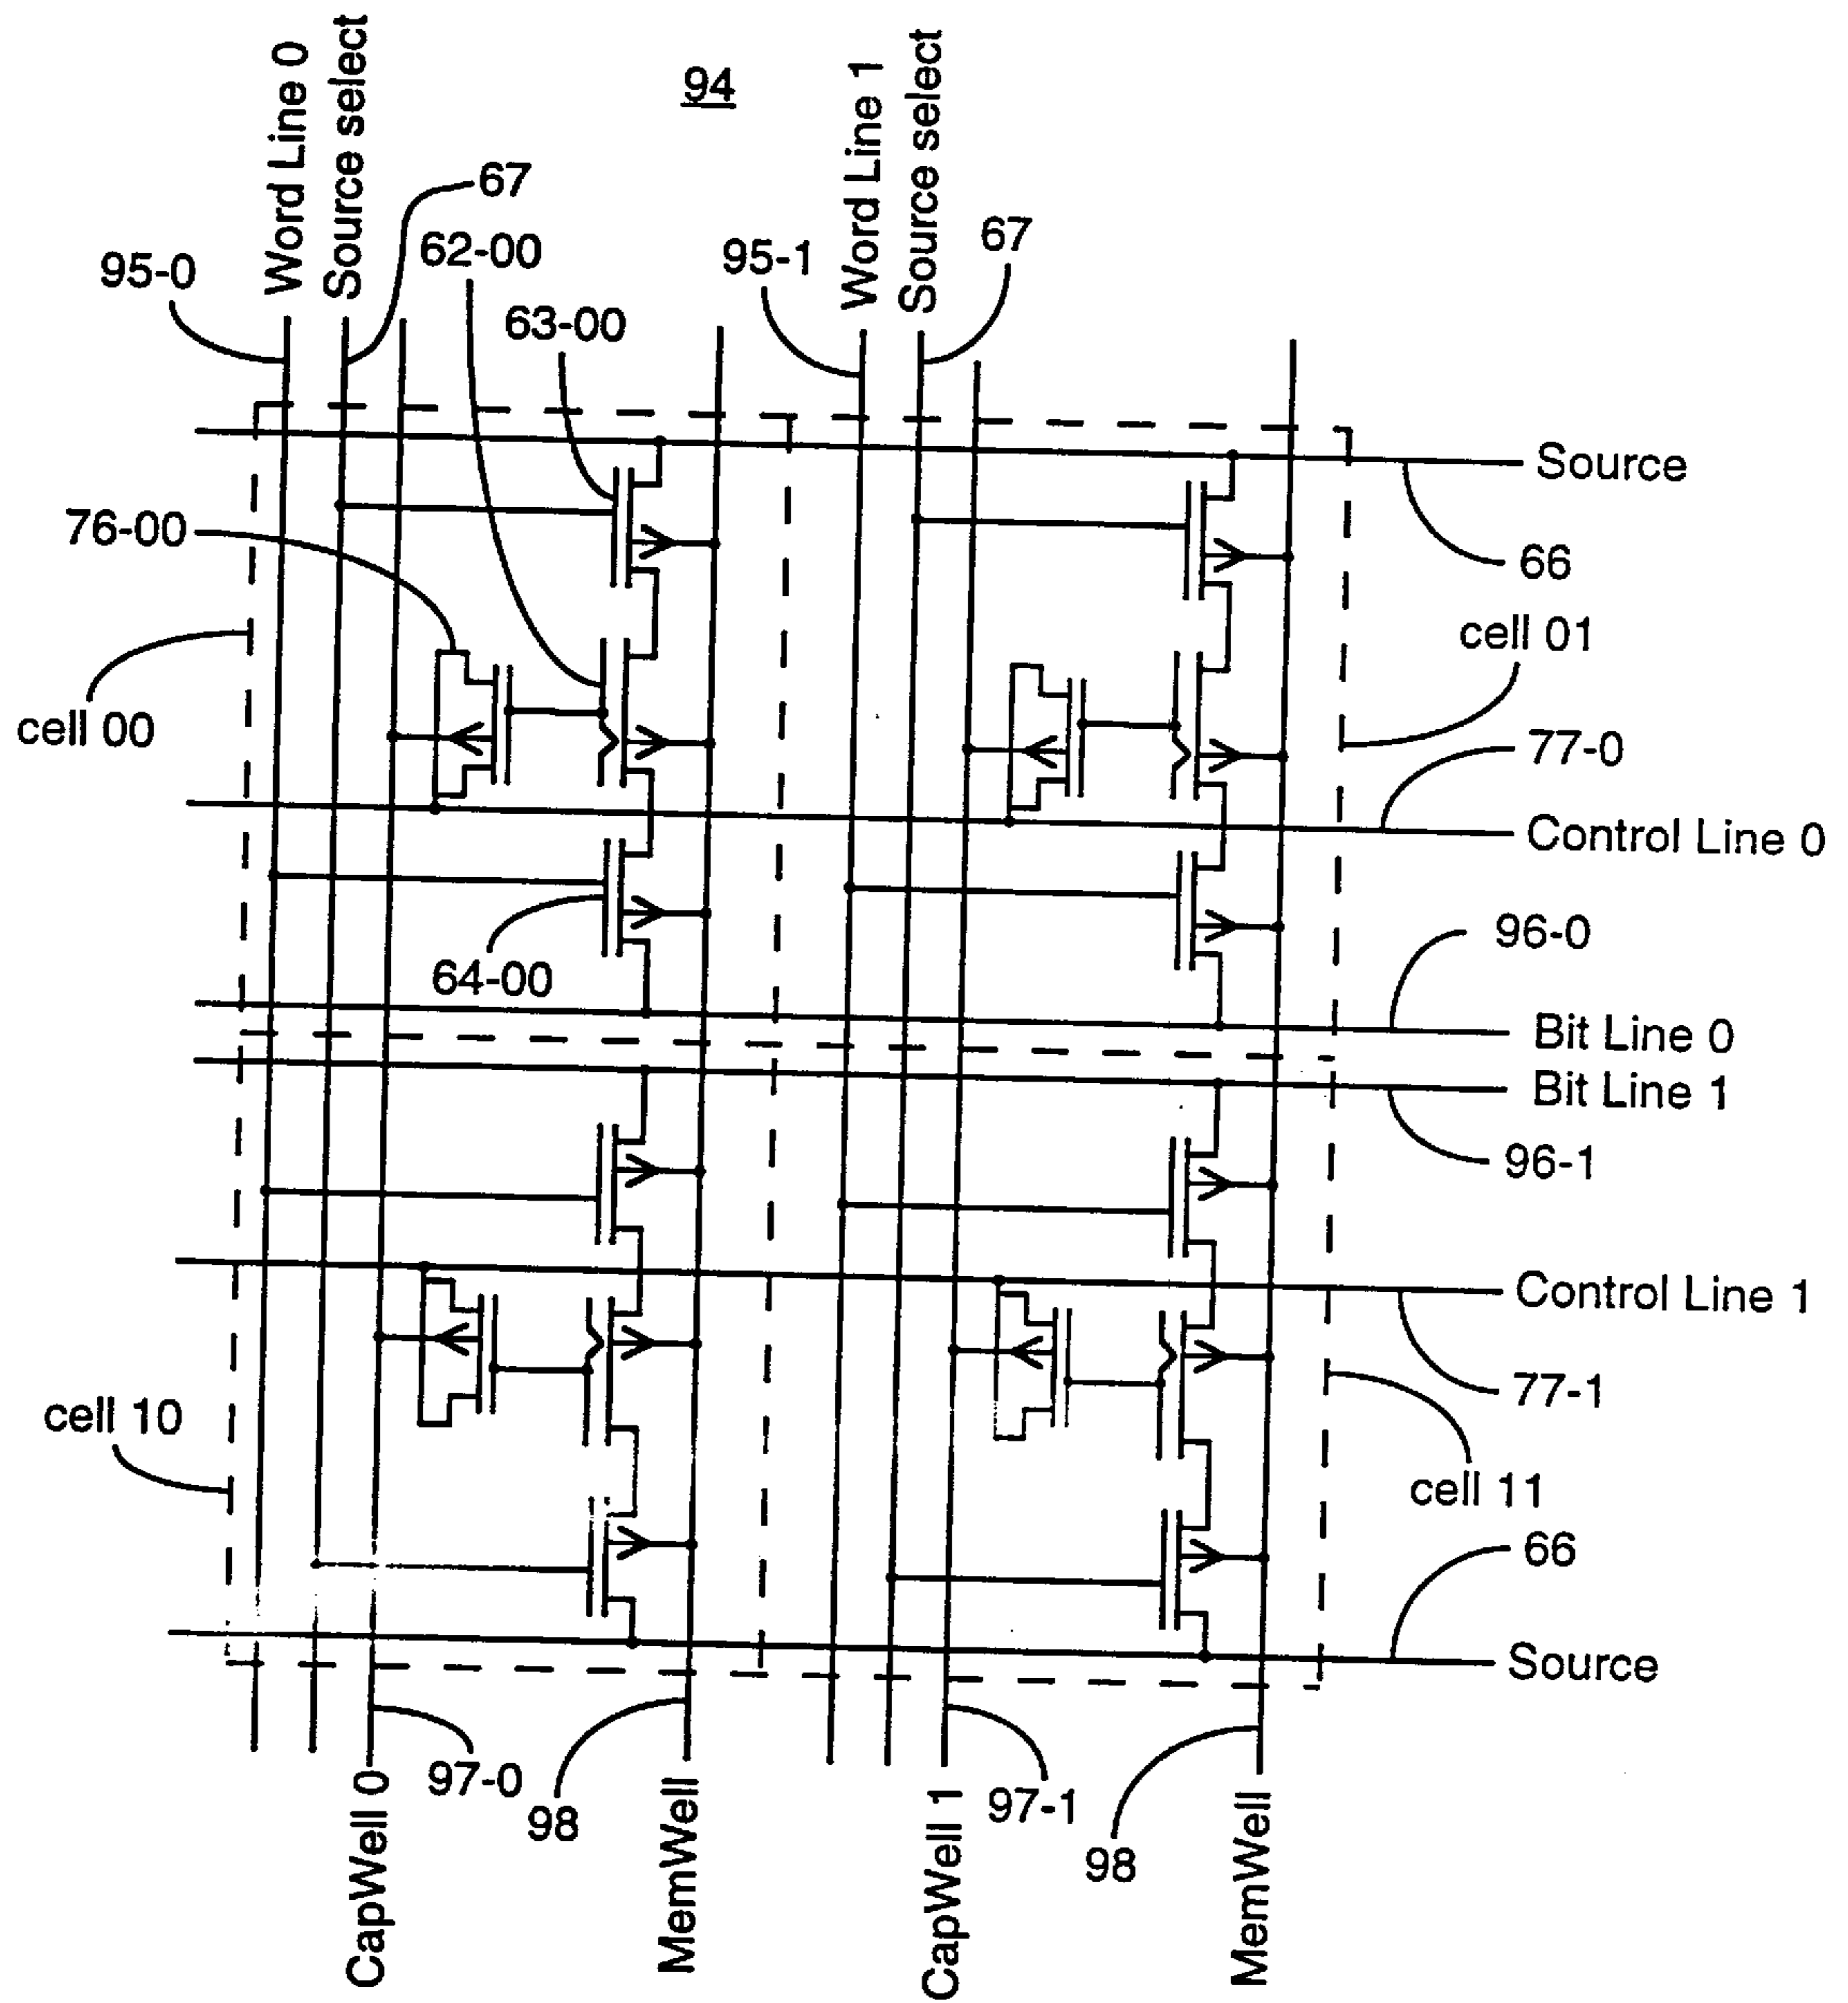 94
Word Line 0
Source select
Word Line 1
Source select
67
62-00
63-00
95-0
95-1
67
Source
76-00
66
cell 01
cell 00
77-0
Control Line 0
96-0
64-00
Bit Line 0
Bit Line 1
96-1
Control Line 1
77-1
cell 10
cell 11
66
Source
97-0
98
97-1
98
CapWell 0
MemWell
CapWell 1
MemWell